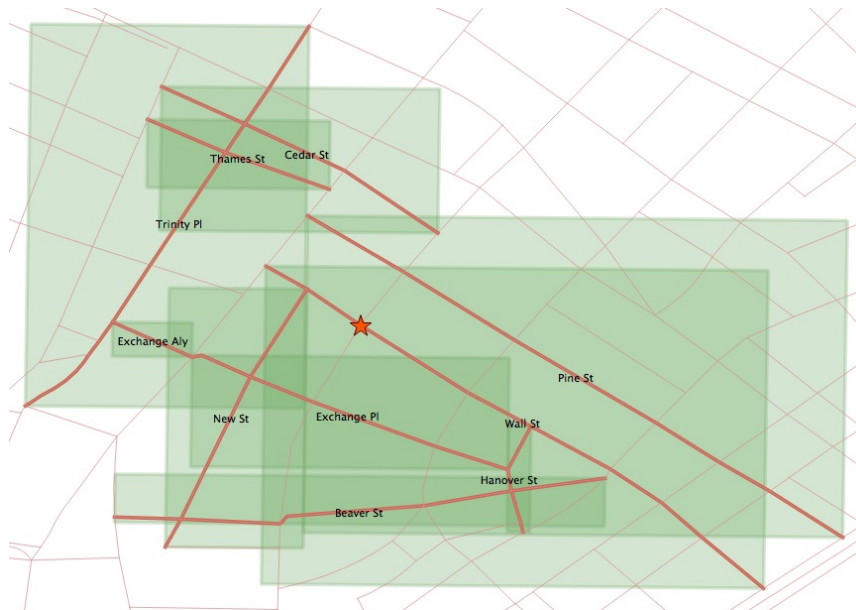 Thames St
Cedar St
Trinity Pl
Exchange Aly
Pine St
New St
Exchange Pl
Wall St
Hanover St
Beaver St